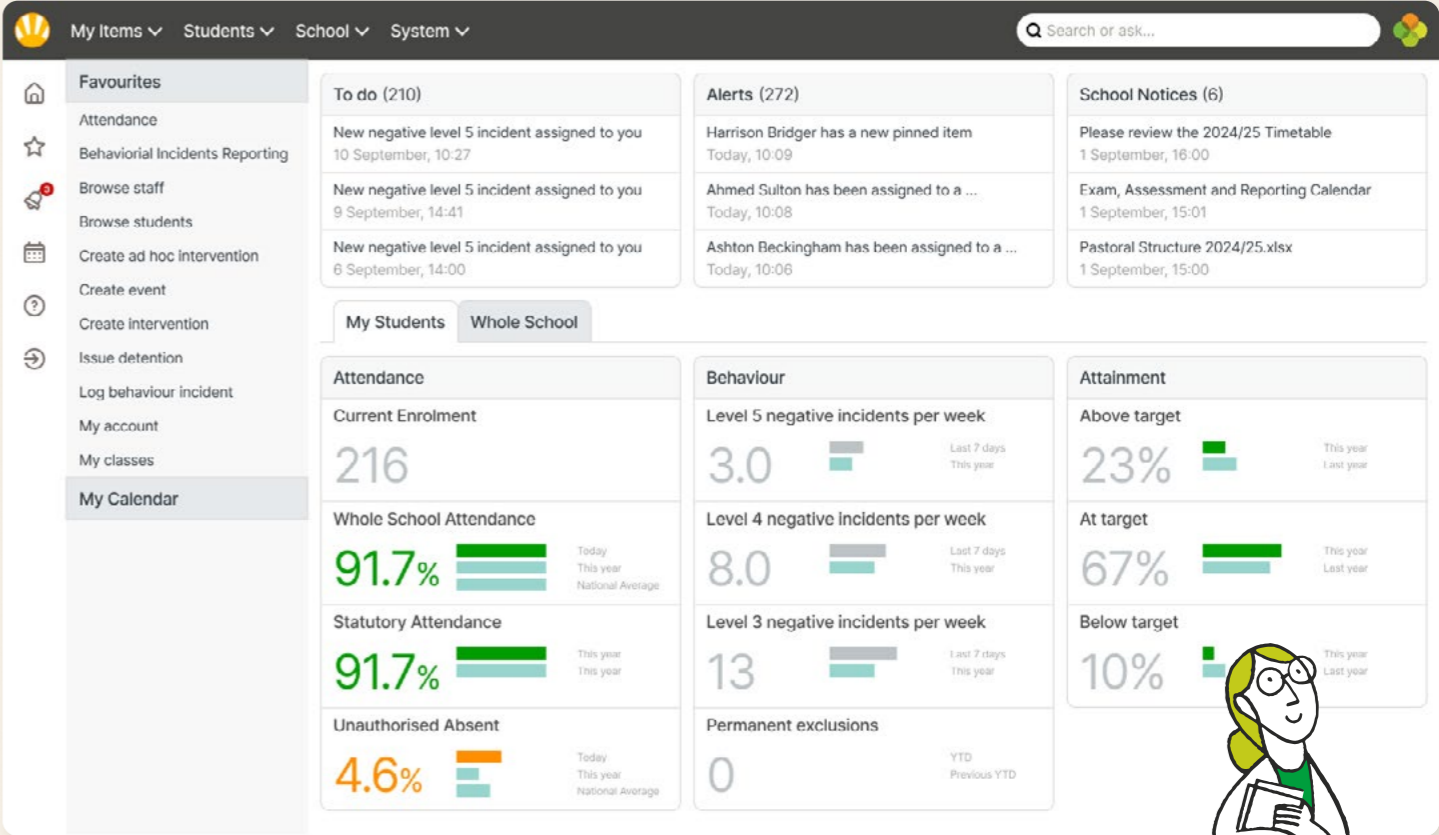 My Items
Students
School
System
Search or ask...
Favourites
Attendance
Behaviorial Incidents Reporting
Browse staff
Browse students
Create ad hoc intervention
Create event
Create intervention
Issue detention
Log behaviour incident
My account
My classes
My Calendar
To do (210)
New negative level 5 incident assigned to you
10 September, 10:27
New negative level 5 incident assigned to you
9 September, 14:41
New negative level 5 incident assigned to you
6 September, 14:00
Alerts (272)
Harrison Bridger has a new pinned item
Today, 10:09
Ahmed Sulton has been assigned to a ...
Today, 10:08
Ashton Beckingham has been assigned to a ...
Today, 10:06
School Notices (6)
Please review the 2024/25 Timetable
1 September, 16:00
Exam, Assessment and Reporting Calendar
1 September, 15:01
Pastoral Structure 2024/25.xlsx
1 September, 15:00
My Students
Whole School
Attendance
Current Enrolment
216
Whole School Attendance
91.7%
Today
This year
National Average
Statutory Attendance
91.7%
This year
This year
Unauthorised Absent
4.6%
Today
This year
National Average
Behaviour
Level 5 negative incidents per week
3.0
Last 7 days
This year
Level 4 negative incidents per week
8.0
Last 7 days
This year
Level 3 negative incidents per week
13
Last 7 days
This year
Permanent exclusions
0
YTD
Previous YTD
Attainment
Above target
23%
This year
Last year
At target
67%
This year
Last year
Below target
10%
This year
Last year